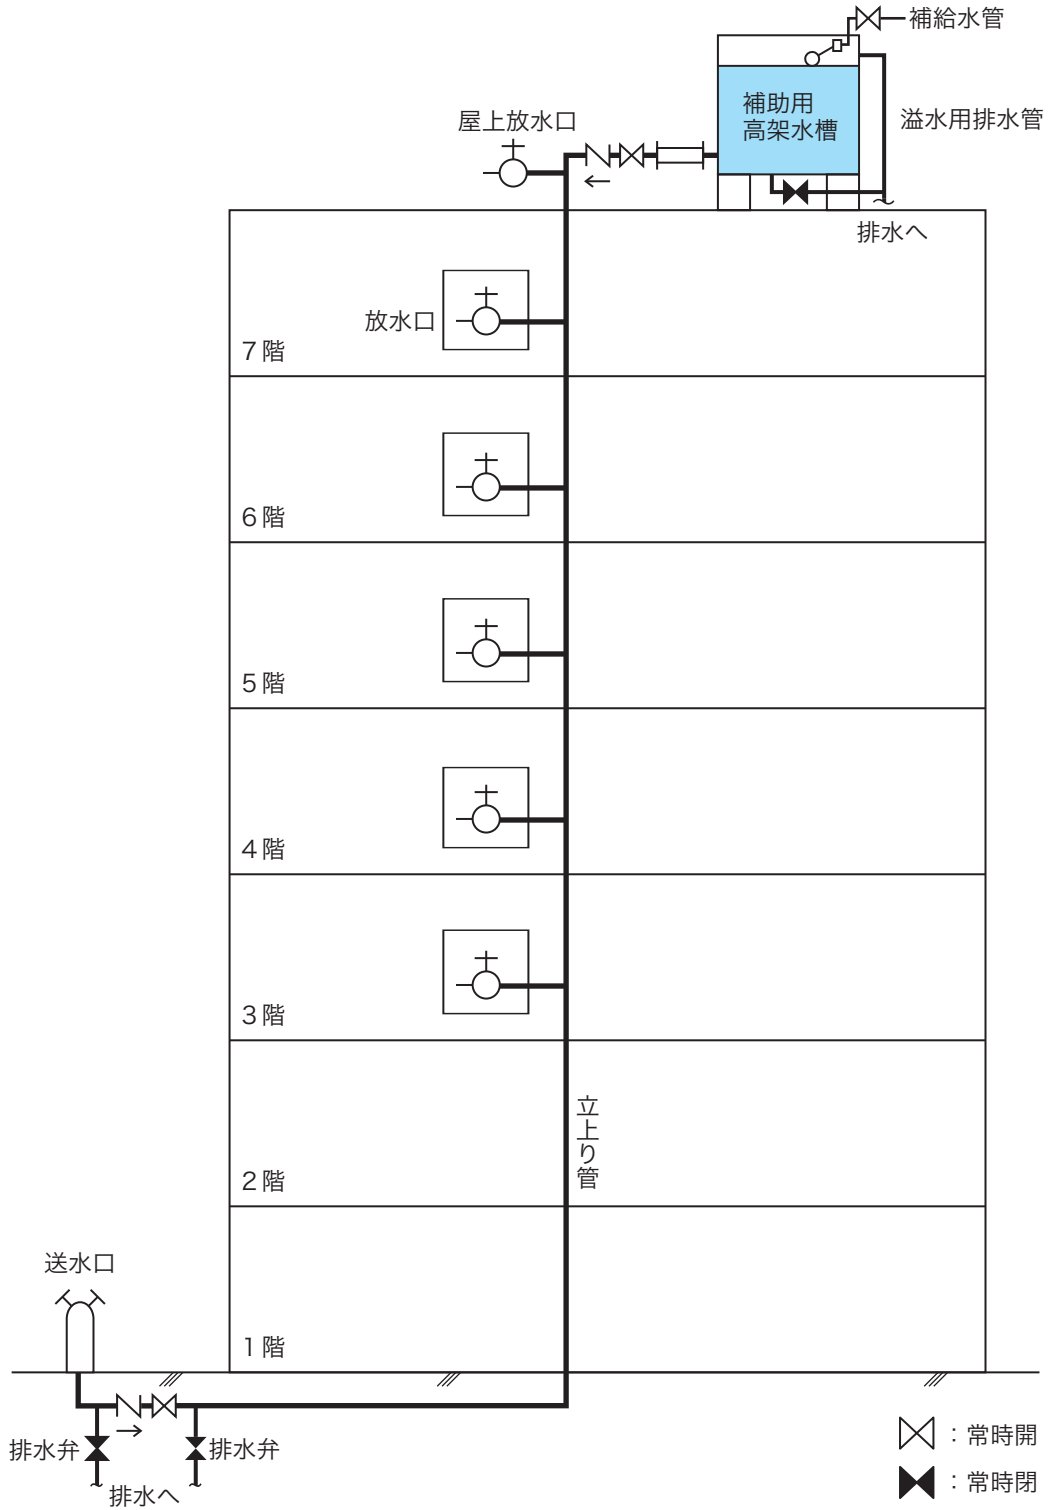 補給水管
補助用
高架水槽
溢水用排水管
屋上放水口
排水へ
放水口
7階
6階
5階
4階
3階
立上り管
2階
送水口
1階
排水弁
排水弁
排水へ
：常時開
：常時閉